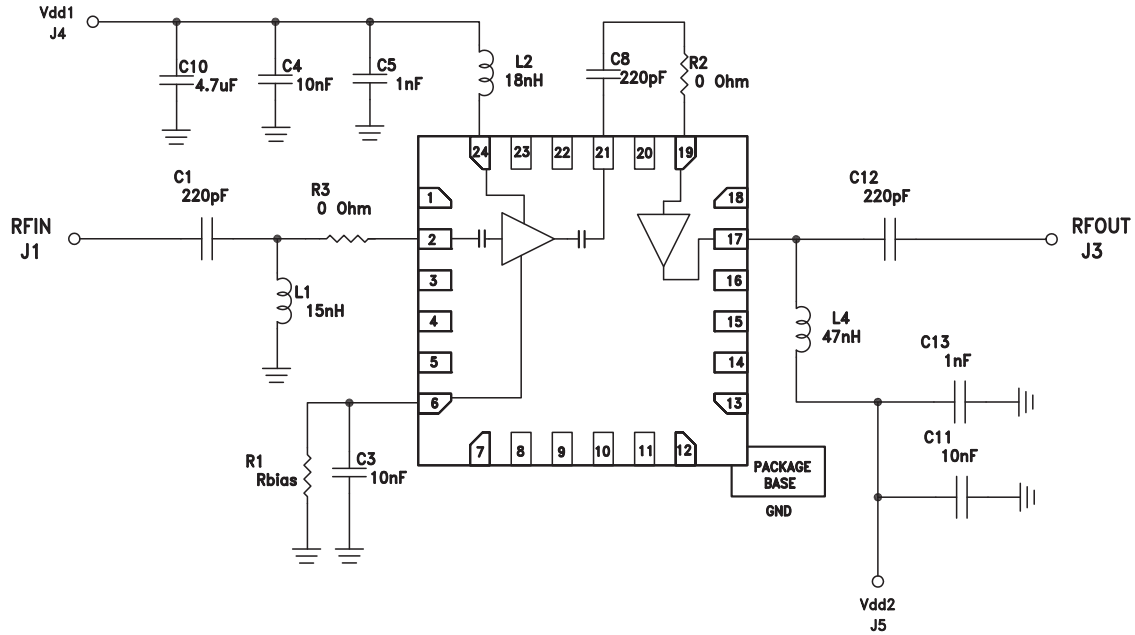 Vdd1
J4
C10
4.7uF
C4
10nF
C5
1nF
L2
18nH
C8
220pF
R2
0 Ohm
24
23
22
21
20
19
C1
220pF
R3
0 Ohm
RFIN
J1
L1
15nH
1
2
3
4
5
6
18
17
16
15
14
13
C12
220pF
RFOUT
J3
L4
47nH
C13
1nF
C11
10nF
R1
Rbias
C3
10nF
7
8
9
10
11
12
PACKAGE
BASE
GND
Vdd2
J5